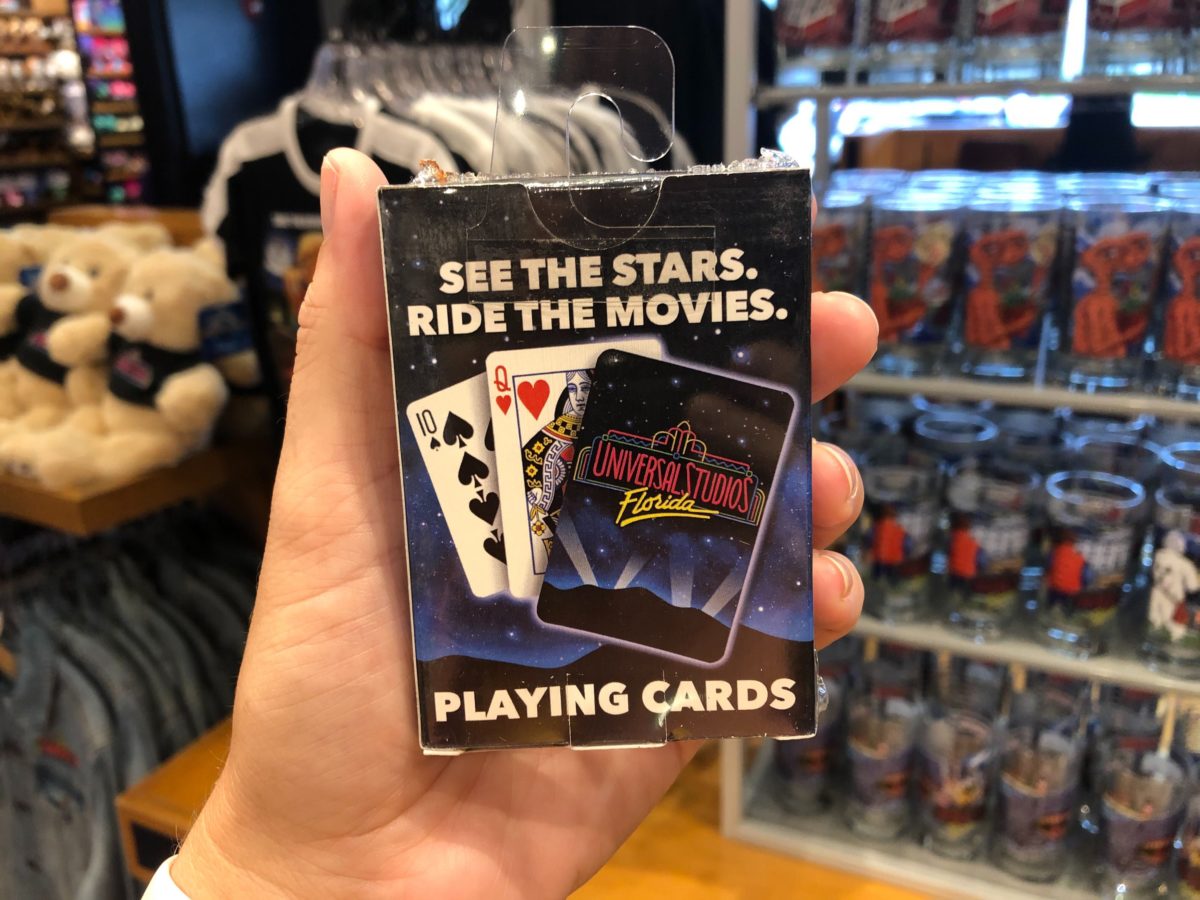 SEE THE STARS.
RIDE THE MOVIES.
10
Q
UNIVERSAL STUDIOS
Florida
PLAYING CARDS